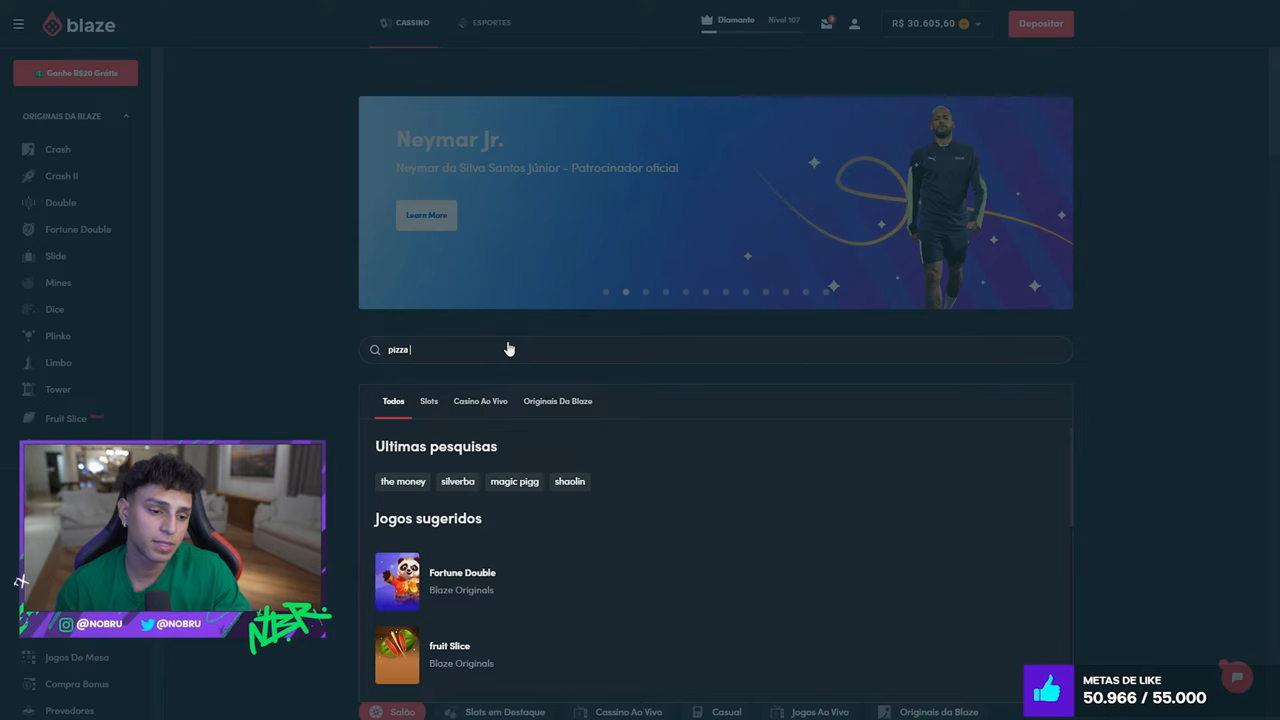 blaze
CASSINO
ESPORTES
Diamante
Nível 107
R$ 30.605,60
Depositar
Ganhe R$20 Grátis
ORIGINAIS DA BLAZE
Crash
Crash II
Double
Fortune Double
Slide
Mines
Dice
Plinko
Limbo
Tower
Fruit Slice
Jogos De Mesa
Compra Bonus
Provedores
Neymar Jr.
Neymar da Silva Santos Júnior – Patrocinador oficial
Learn More
pizza
Todos
Slots
Casino Ao Vivo
Originais Da Blaze
Ultimas pesquisas
the money
silverba
magic pigg
shaolin
Jogos sugeridos
Fortune Double
Blaze Originals
fruit Slice
Blaze Originals
Salão
Slots em Destaque
Cassino Ao Vivo
Casual
Jogos Ao Vivo
Originais da Blaze
@NOBRU
@NOBRU
NBR
METAS DE LIKE
50.966 / 55.000